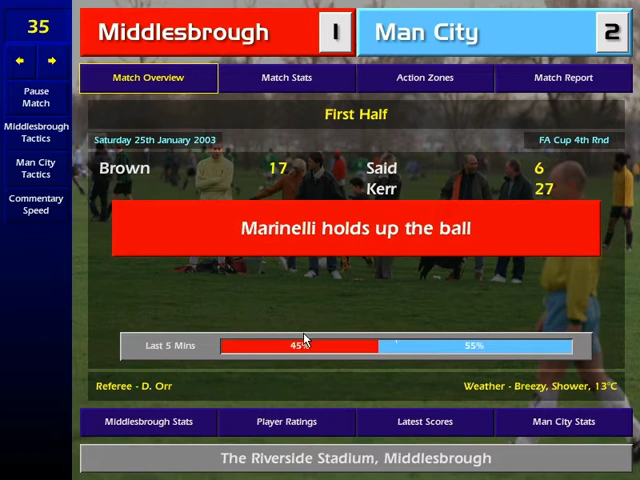 35
Middlesbrough 1 Man City 2
Match Overview Match Stats Action Zones Match Report
Pause
Match
Middlesbrough
Tactics
Man City
Tactics
Commentary
Speed
First Half
Saturday 25th January 2003 FA Cup 4th Rnd
Brown 17 Said 6
Kerr 27
Marinelli holds up the ball
Last 5 Mins 45% 55%
Referee - D. Orr Weather - Breezy, Shower, 13°C
Middlesbrough Stats Player Ratings Latest Scores Man City Stats
The Riverside Stadium, Middlesbrough